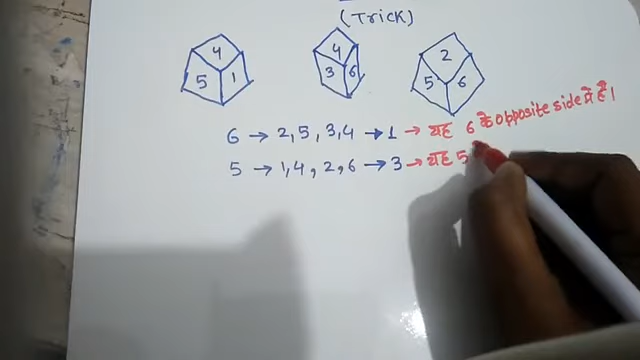 (Trick)
4 5 1
4 3 6
2 5 6
6 → 2,5,3,4 → 1 → यह 6 के opposite side में है।
5 → 1,4,2,6 → 3 → यह 5